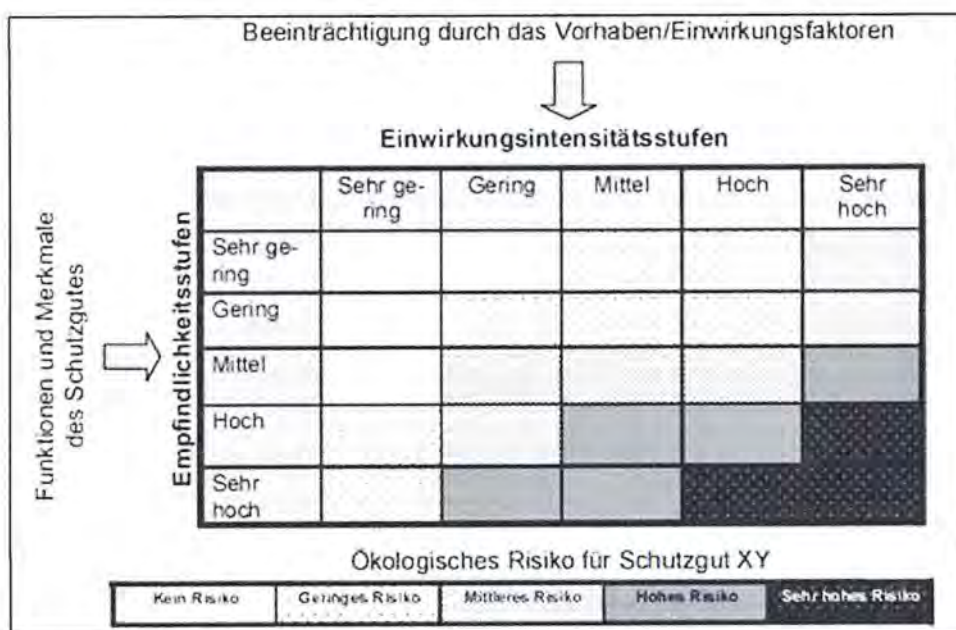 Beeinträchtigung durch das Vorhaben/Einwirkungsfaktoren
Einwirkungsintensitätsstufen
Funktionen und Merkmale
des Schutzgutes
Empfindlichkeitsstufen
Sehr ge-
ring
Gering
Mittel
Hoch
Sehr
hoch
Sehr ge-
ring
Gering
Mittel
Hoch
Sehr
hoch
Ökologisches Risiko für Schutzgut XY
Kein Risiko
Geringes Risiko
Mittleres Risiko
Hohes Risiko
Sehr hohes Risiko